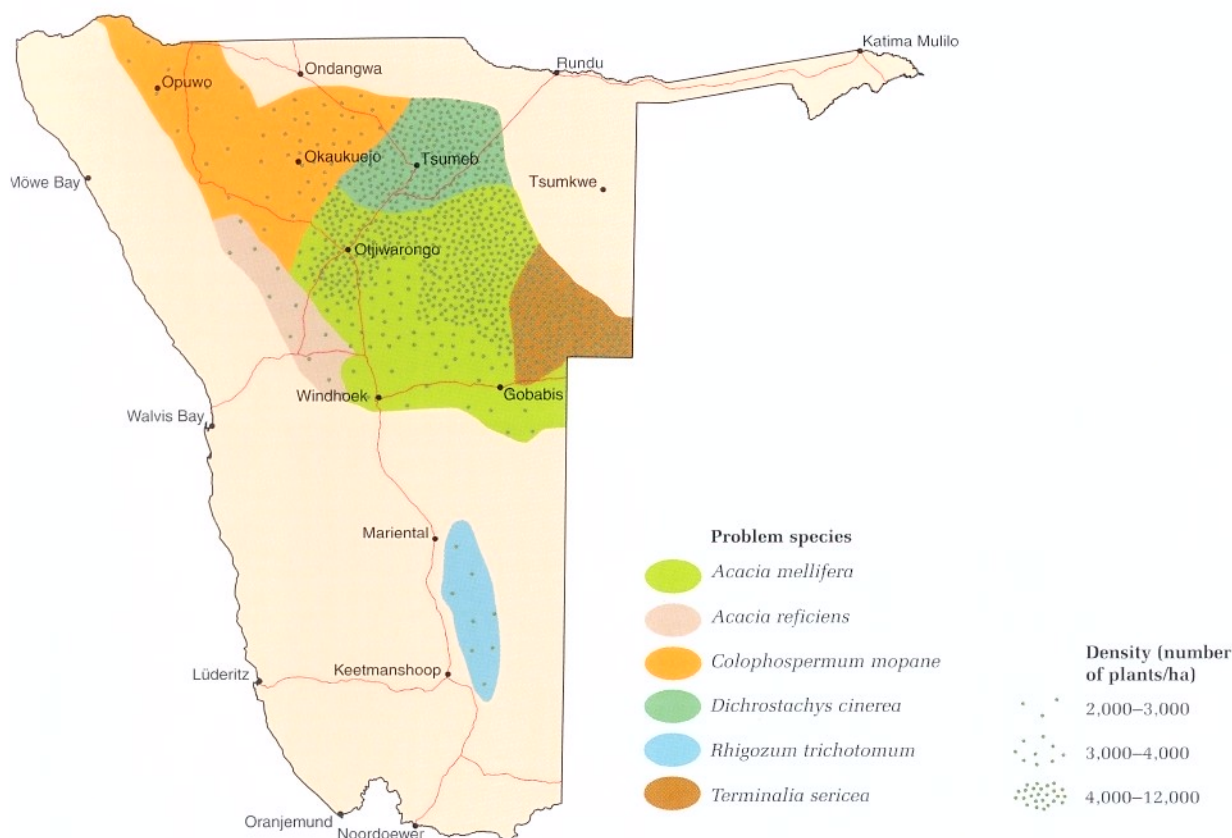 Katima Mulilo
Rundu
Ondangwa
Opuwo
Okaukuejo
Tsumeb
Möwe Bay
Tsumkwe
Otjiwarongo
Windhoek
Gobabis
Walvis Bay
Mariental
Keetmanshoop
Lüderitz
Oranjemund
Noordoewer
Problem species
Acacia mellifera
Acacia reficiens
Colophospermum mopane
Dichrostachys cinerea
Rhigozum trichotomum
Terminalia sericea
Density (number
of plants/ha)
2,000–3,000
3,000–4,000
4,000–12,000